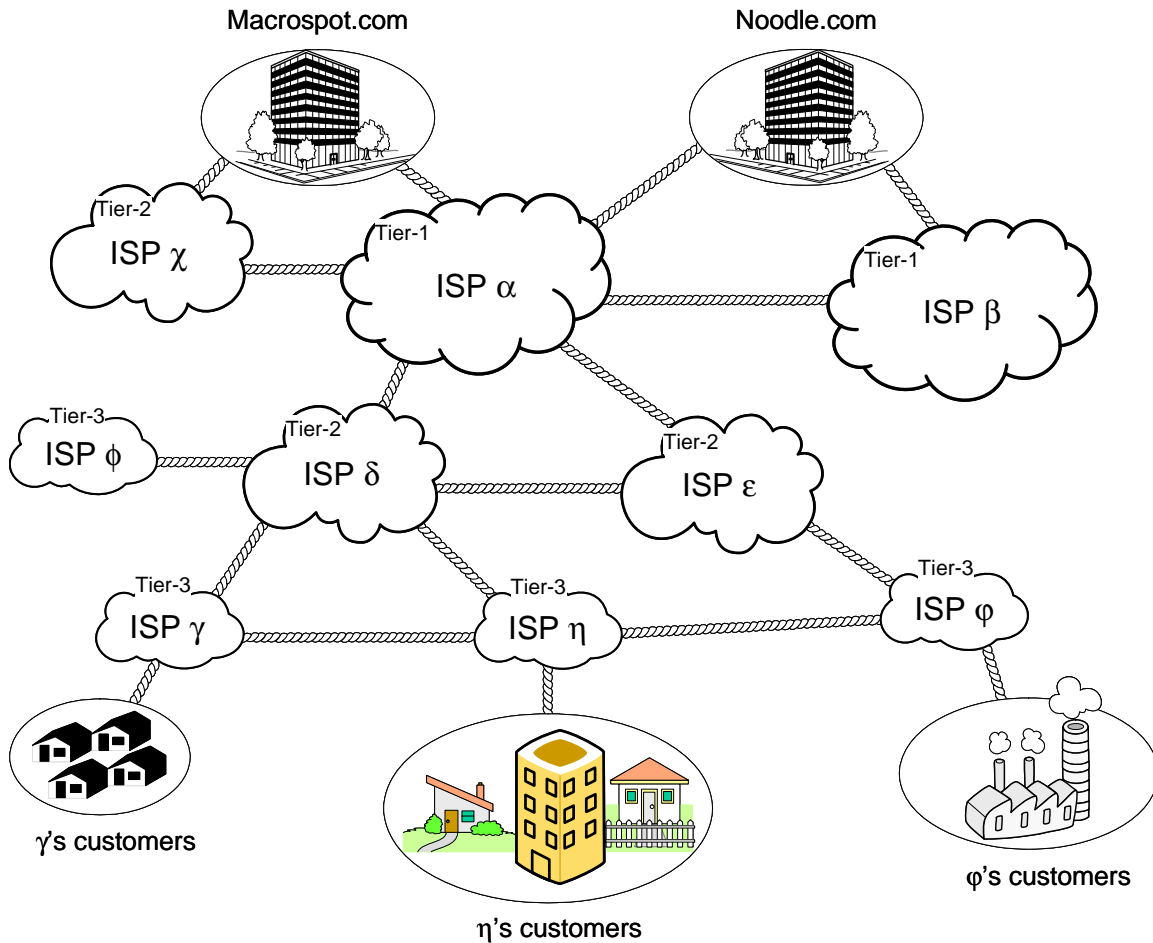 Macrospot.com
Noodle.com
Tier-2
ISP χ
Tier-1
ISP α
Tier-1
ISP β
Tier-3
ISP ϕ
Tier-2
ISP δ
Tier-2
ISP ε
Tier-3
ISP γ
Tier-3
ISP η
Tier-3
ISP φ
γ's customers
η's customers
φ's customers